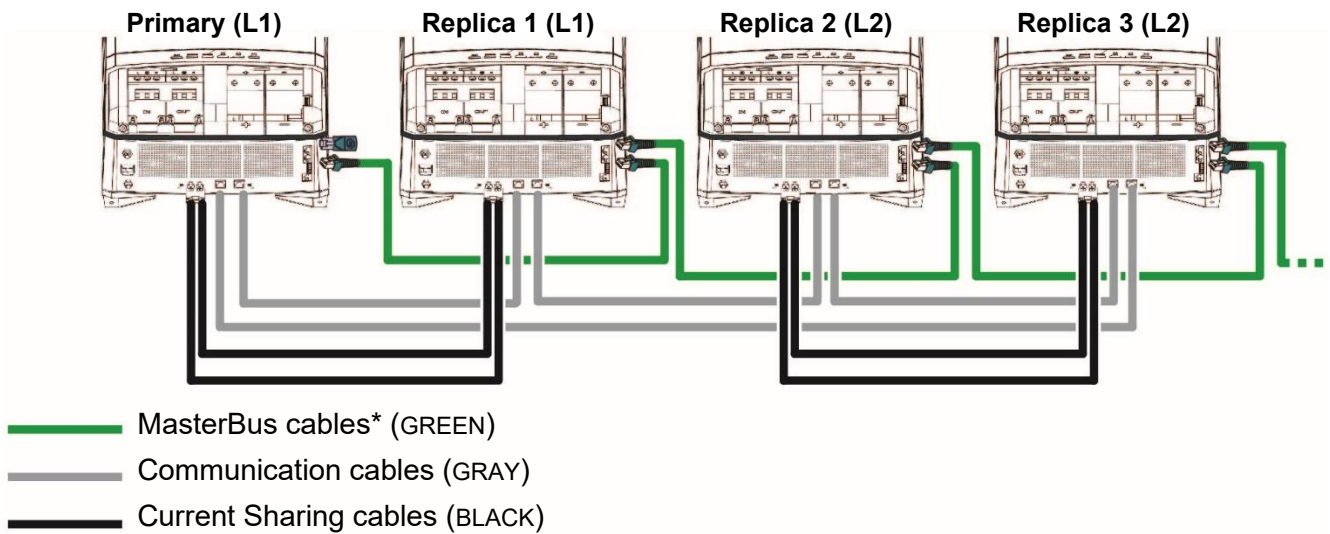 Primary (L1) Replica 1 (L1) Replica 2 (L2) Replica 3 (L2)
MasterBus cables* (GREEN)
Communication cables (GRAY)
Current Sharing cables (BLACK)